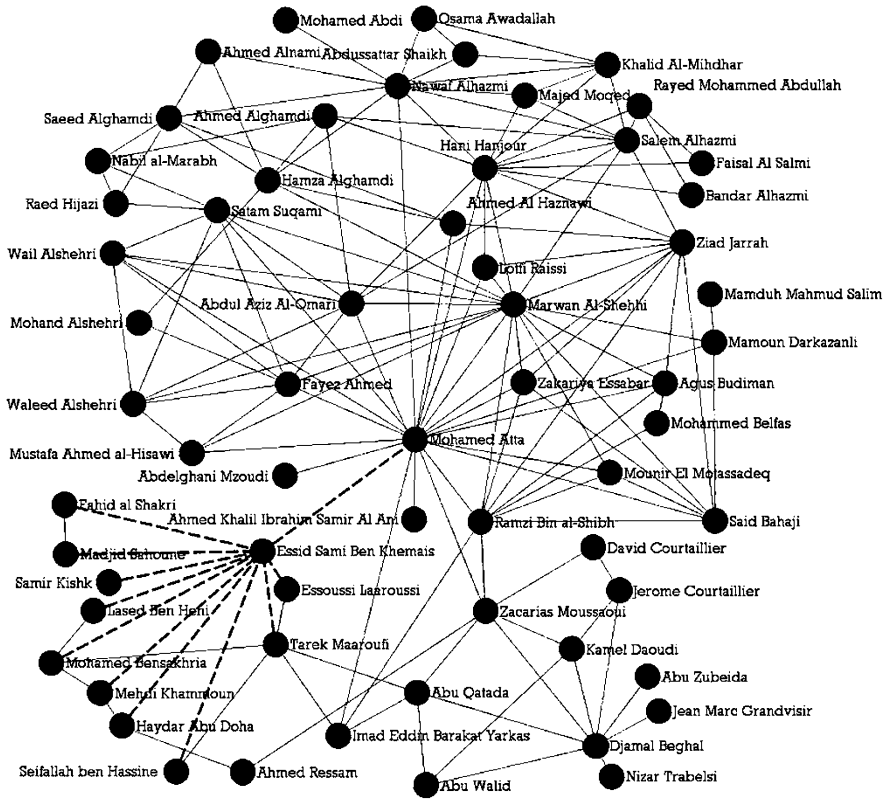 Mohamed Abdi
Osama Awadallah
Ahmed Alnami
Abdussattar Shaikh
Khalid Al-Mihdhar
Nawaf Alhazmi
Majed Moqed
Rayed Mohammed Abdullah
Saeed Alghamdi
Ahmed Alghamdi
Hani Hanjour
Salem Alhazmi
Nabil al-Marabh
Hamza Alghamdi
Faisal Al Salmi
Raed Hijazi
Satam Suqami
Ahmed Al Haznawi
Bandar Alhazmi
Wail Alshehri
Ziad Jarrah
Lotfi Raissi
Mamduh Mahmud Salim
Abdul Aziz Al-Omari
Marwan Al-Shehhi
Mohand Alshehri
Mamoun Darkazanli
Fayez Ahmed
Zakariya Essabar
Agus Budiman
Waleed Alshehri
Mohammed Belfas
Mohamed Atta
Mustafa Ahmed al-Hisawi
Abdelghani Mzoudi
Mounir El Mojassadeq
Fahid al Shakri
Ahmed Khalil Ibrahim Samir Al Ani
Ramzi Bin al-Shibh
Said Bahaji
Madjid Sahoune
Essid Sami Ben Khemais
David Courtaillier
Samir Kishk
Essoussi Laaroussi
Jerome Courtaillier
Lased Ben Heni
Zacarias Moussaoui
Tarek Maaroufi
Kamel Daoudi
Mohamed Bensakhria
Abu Zubeida
Mehdi Khammoun
Abu Qatada
Jean Marc Grandvisir
Haydar Abu Doha
Imad Eddin Barakat Yarkas
Djamal Beghal
Seifallah ben Hassine
Ahmed Ressam
Abu Walid
Nizar Trabelsi